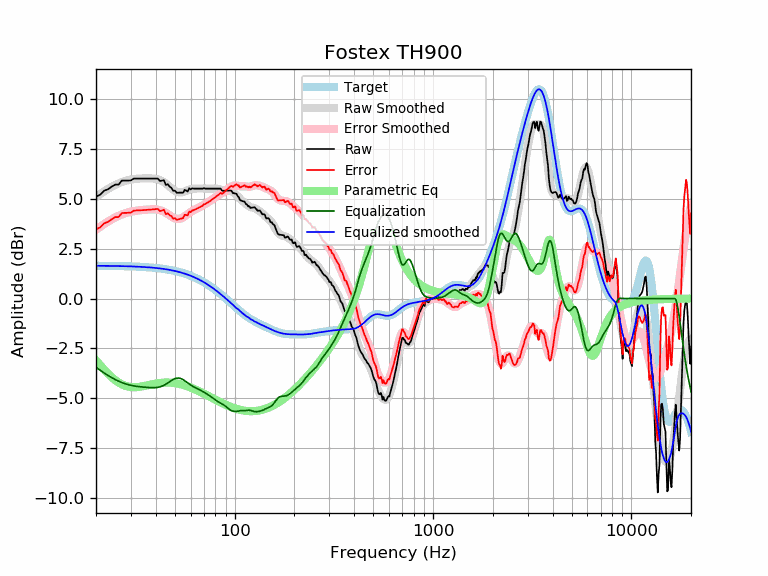 Fostex TH900
Target
Raw Smoothed
Error Smoothed
Raw
Error
Parametric Eq
Equalization
Equalized smoothed
10.0
7.5
5.0
2.5
0.0
−2.5
−5.0
−7.5
−10.0
Amplitude (dBr)
100
1000
10000
Frequency (Hz)